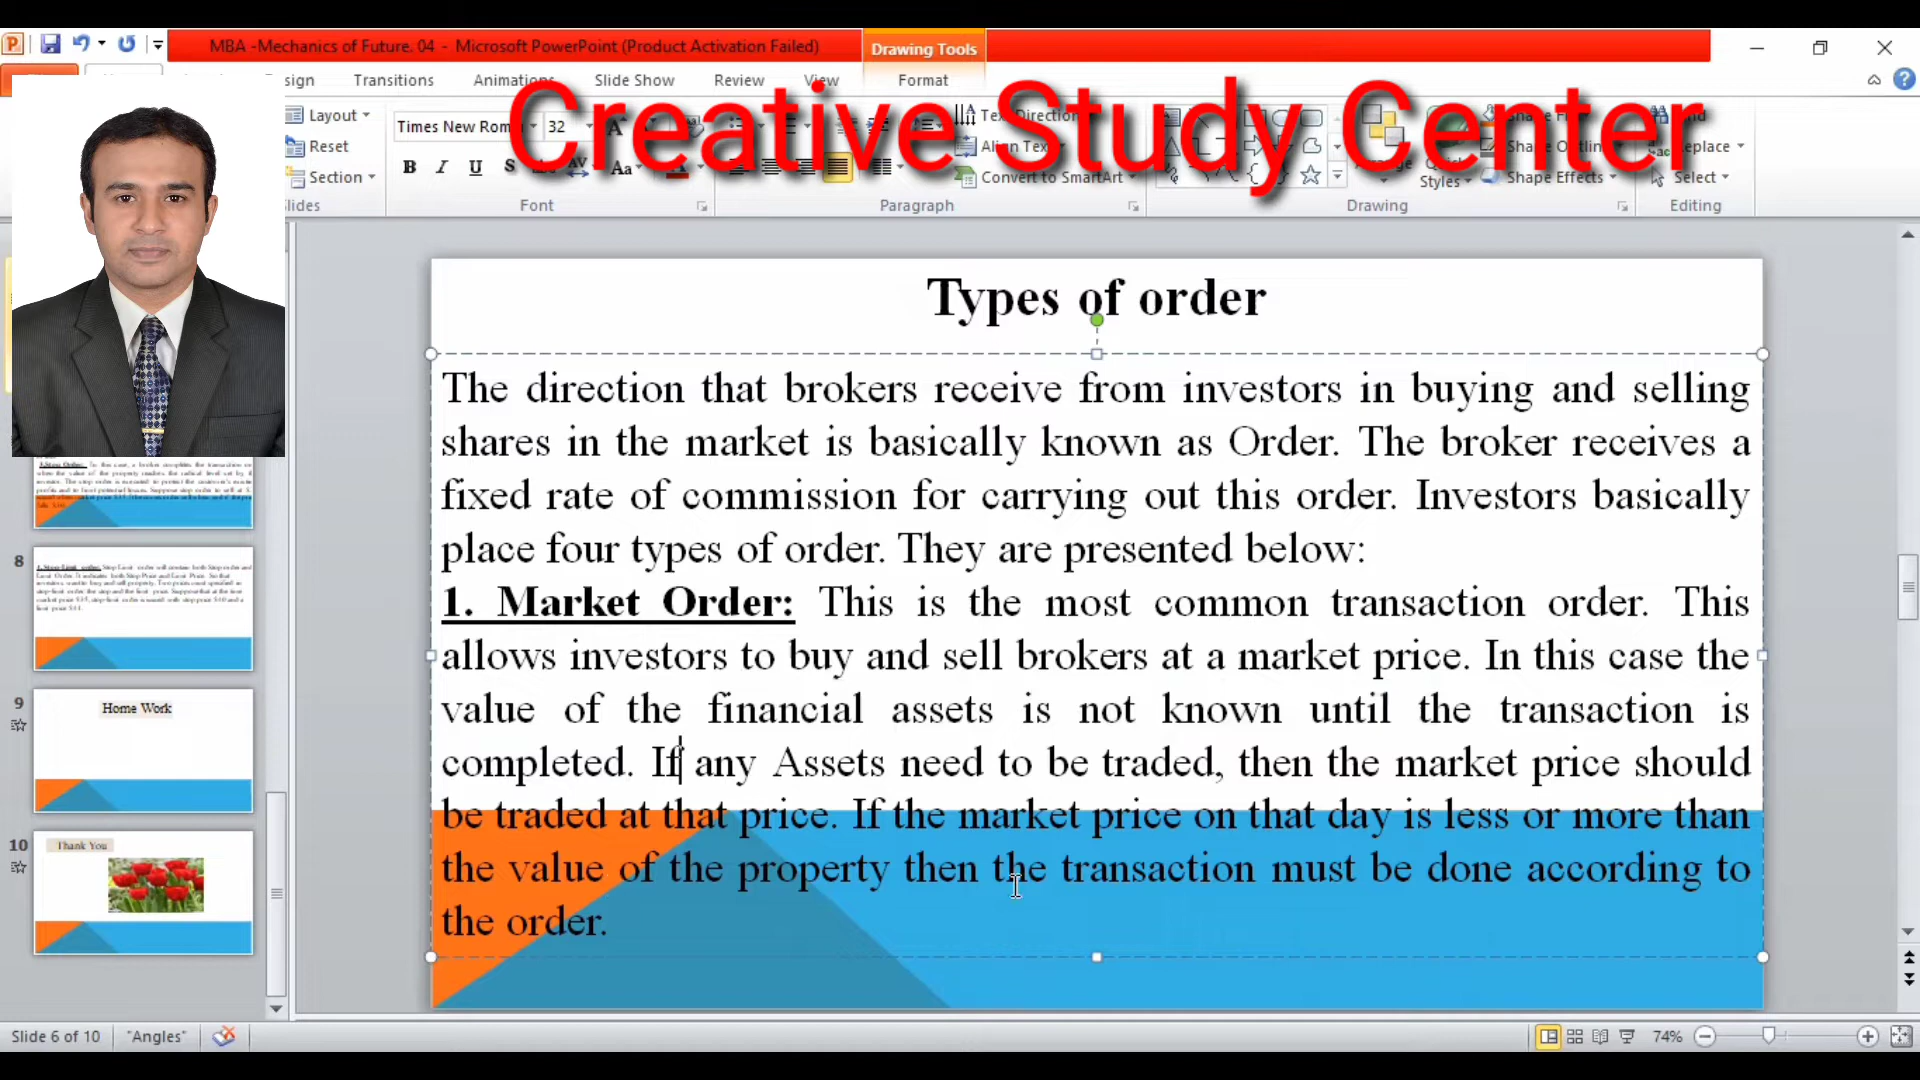 MBA -Mechanics of Future. 04 - Microsoft PowerPoint (Product Activation Failed)
Drawing Tools
Transitions
Animations
Slide Show
Review
View
Format
Creative Study Center
Layout
Reset
Section
Times New Rom
32
Text Direction
Align Text
Convert to SmartArt
Shape Outline
Shape Effects
Styles
Replace
Select
Font
Paragraph
Drawing
Editing
Types of order
The direction that brokers receive from investors in buying and selling
shares in the market is basically known as Order. The broker receives a
fixed rate of commission for carrying out this order. Investors basically
place four types of order. They are presented below:
1. Market Order: This is the most common transaction order. This
allows investors to buy and sell brokers at a market price. In this case the
value of the financial assets is not known until the transaction is
completed. If any Assets need to be traded, then the market price should
be traded at that price. If the market price on that day is less or more than
the value of the property then the transaction must be done according to
the order.
8
9
Home Work
10
Thank You
Slide 6 of 10
"Angles"
74%